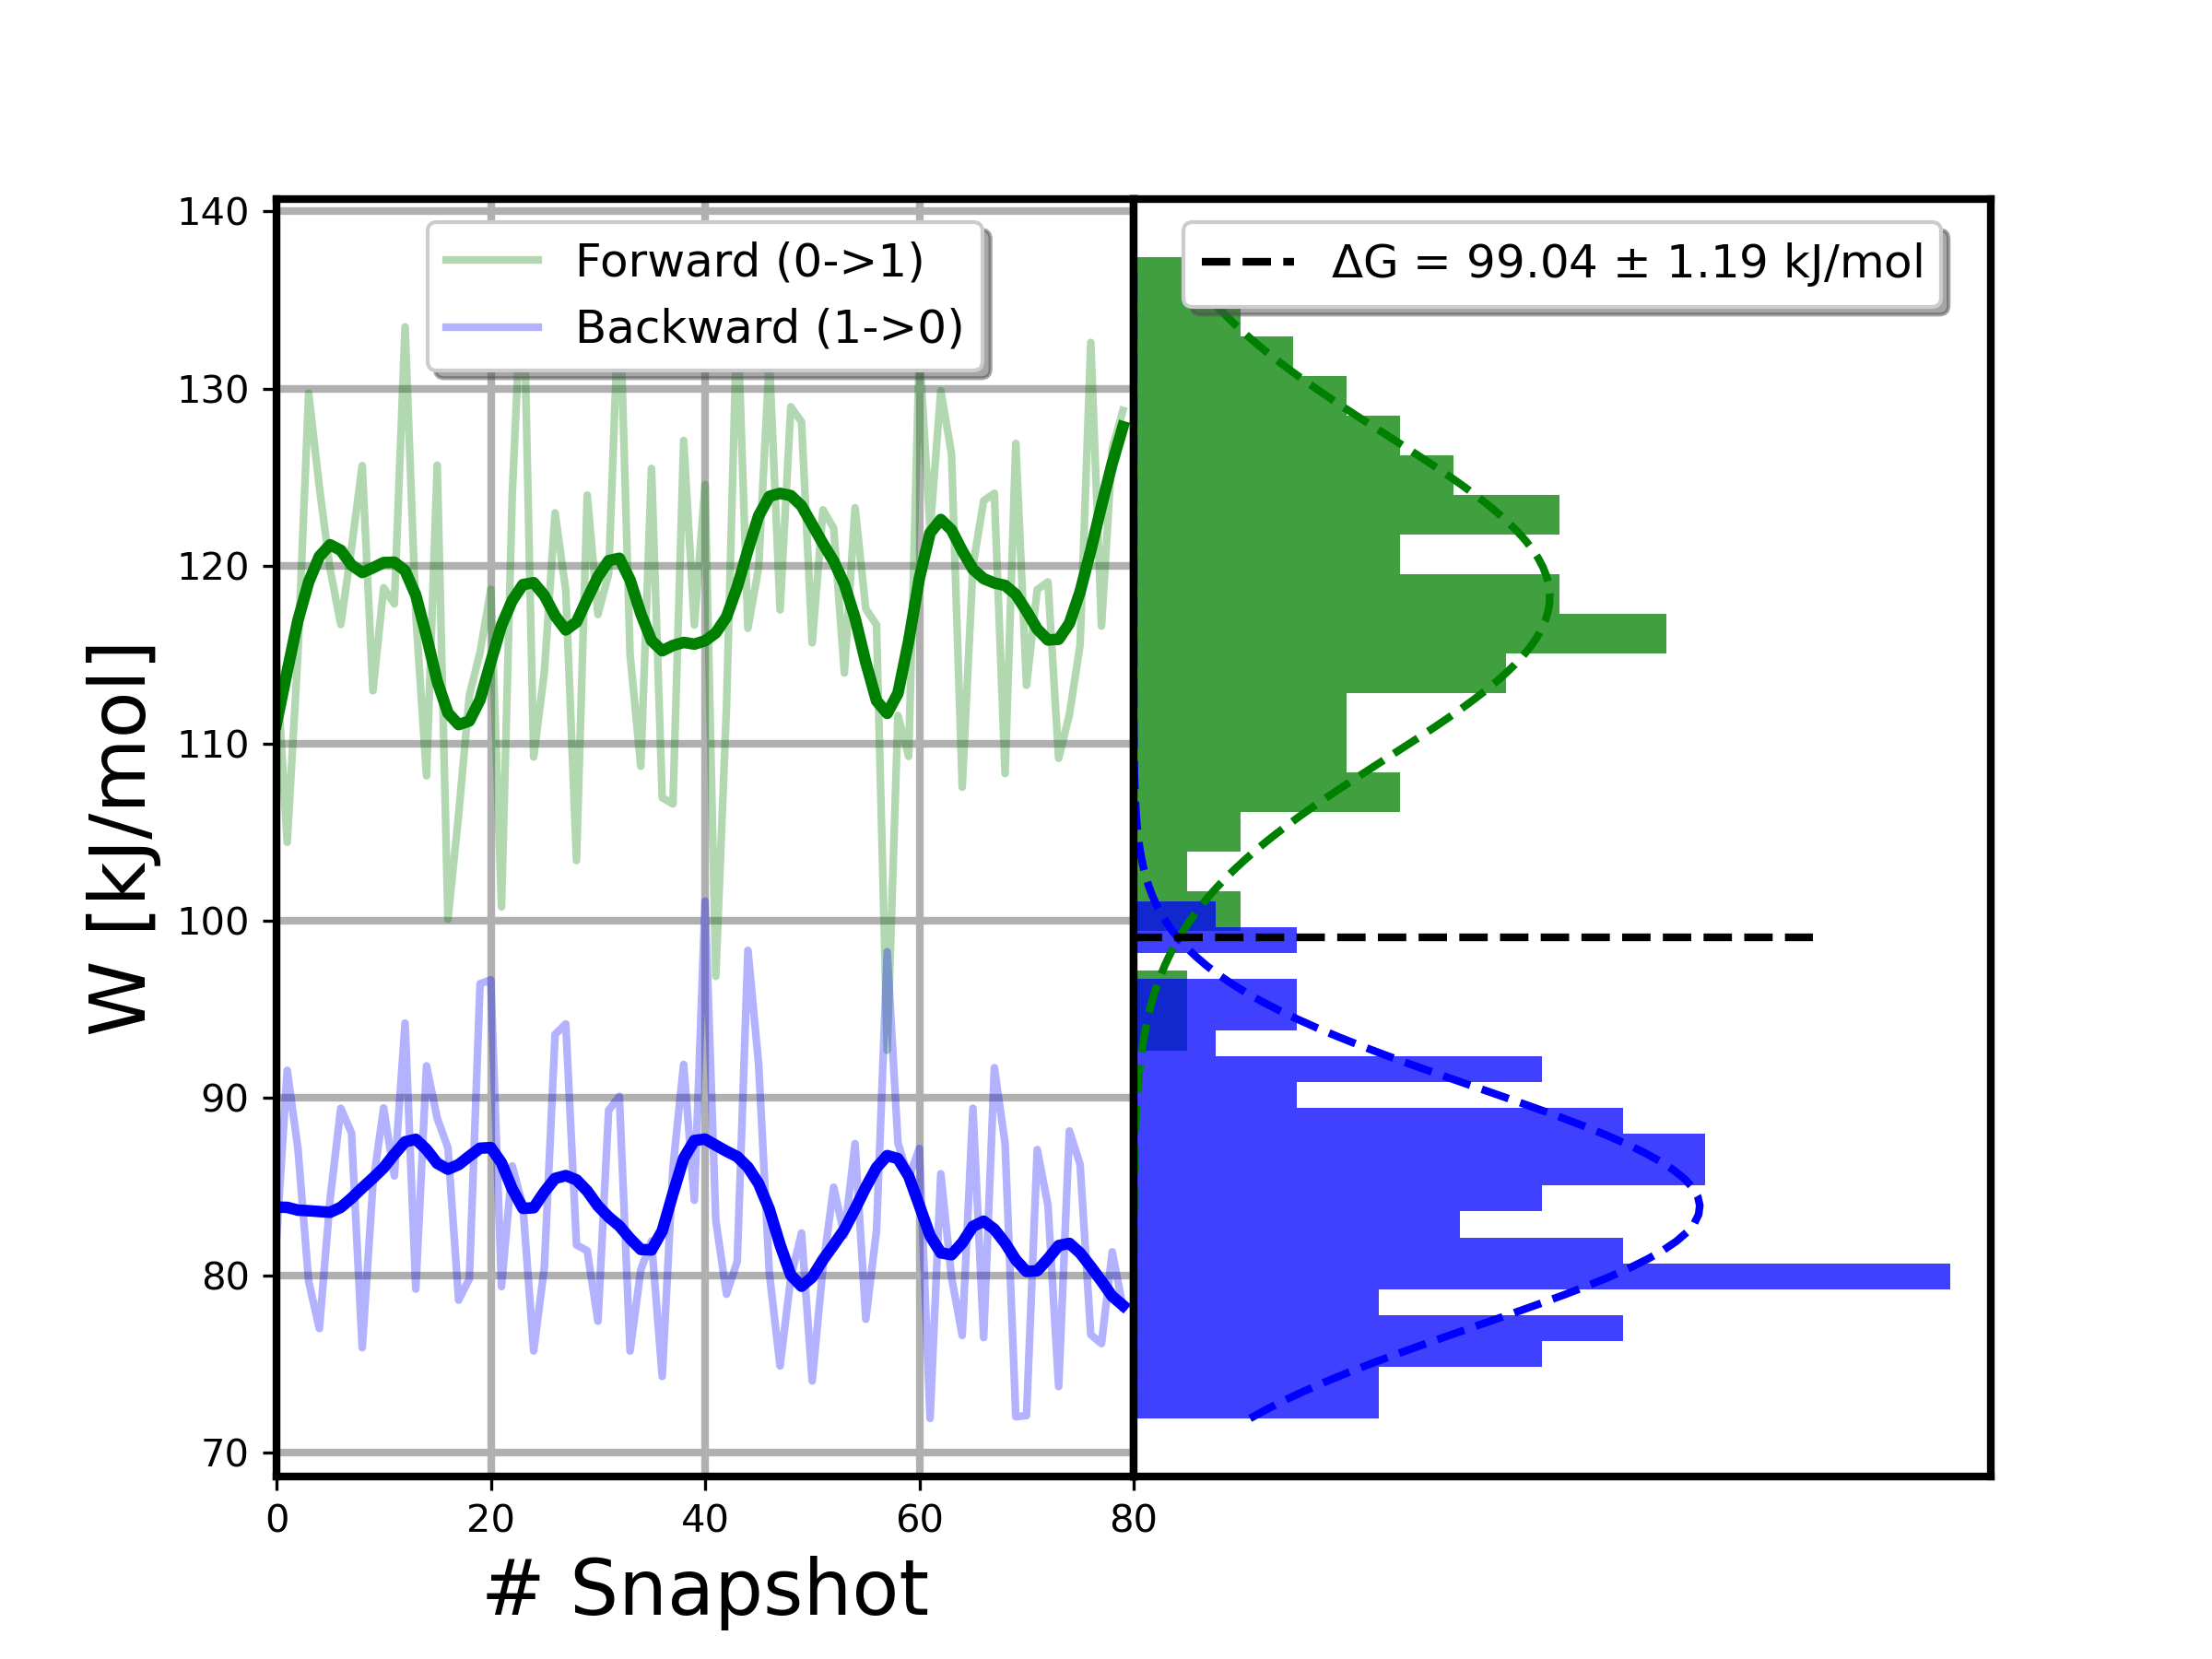 Forward (0->1)
Backward (1->0)
ΔG = 99.04 ± 1.19 kJ/mol
W [kJ/mol]
140
130
120
110
100
90
80
70
0 20 40 60 80
# Snapshot